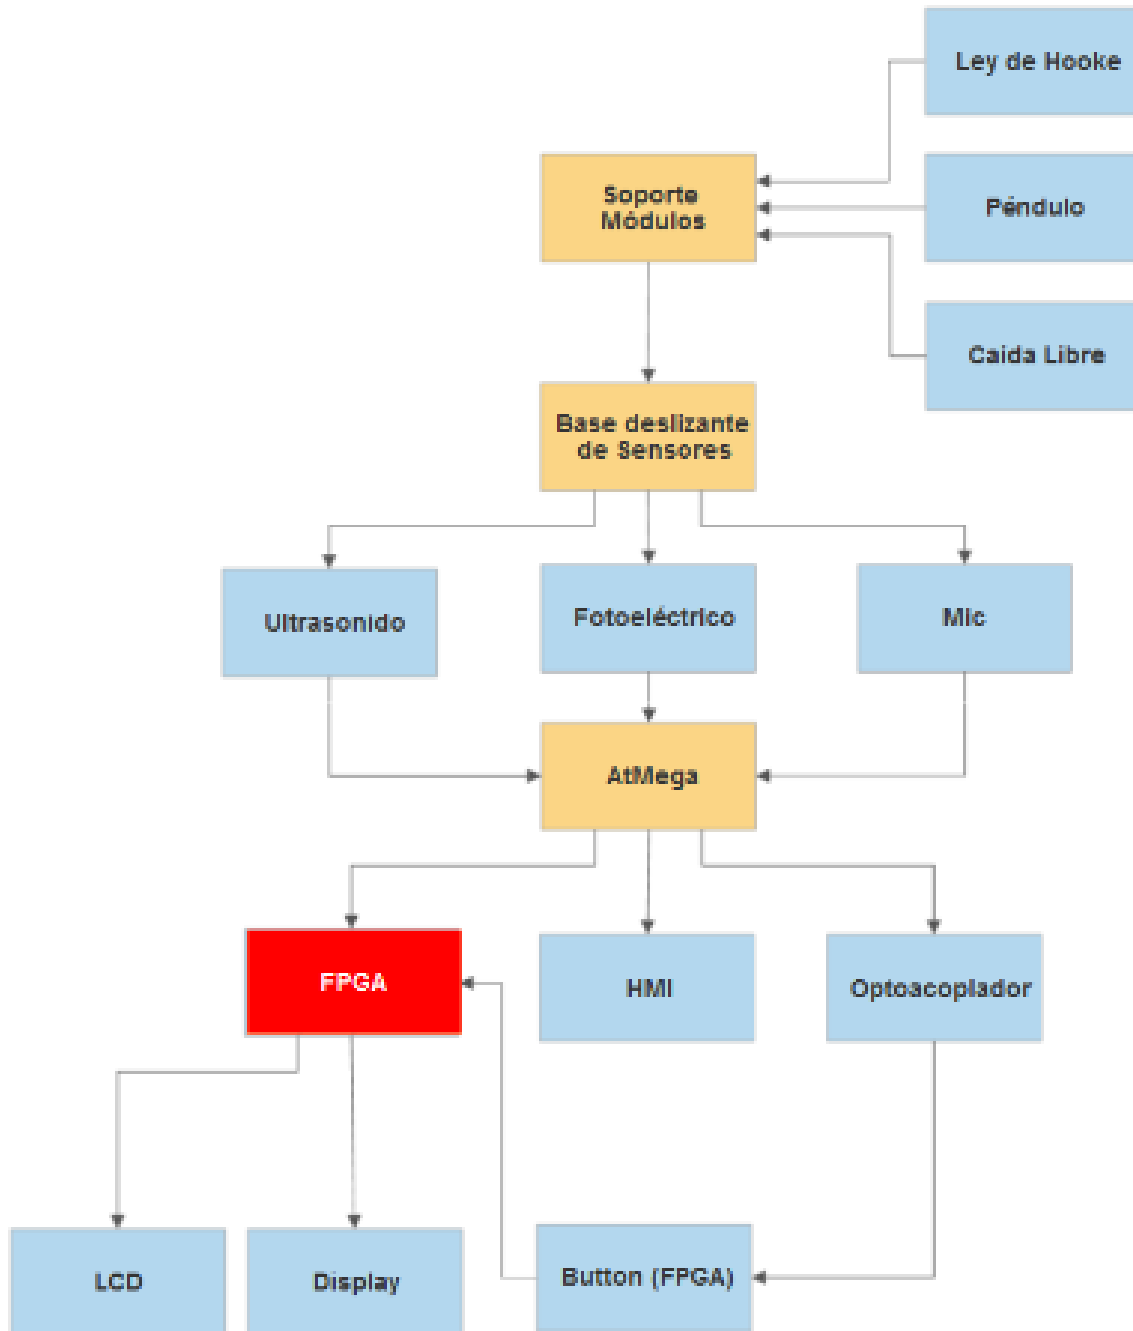 Ley de Hooke
Soporte
Módulos
Péndulo
Caida Libre
Base deslizante
de Sensores
Ultrasonido
Fotoeléctrico
Mic
AtMega
FPGA
HMI
Optoacoplador
LCD
Display
Button (FPGA)